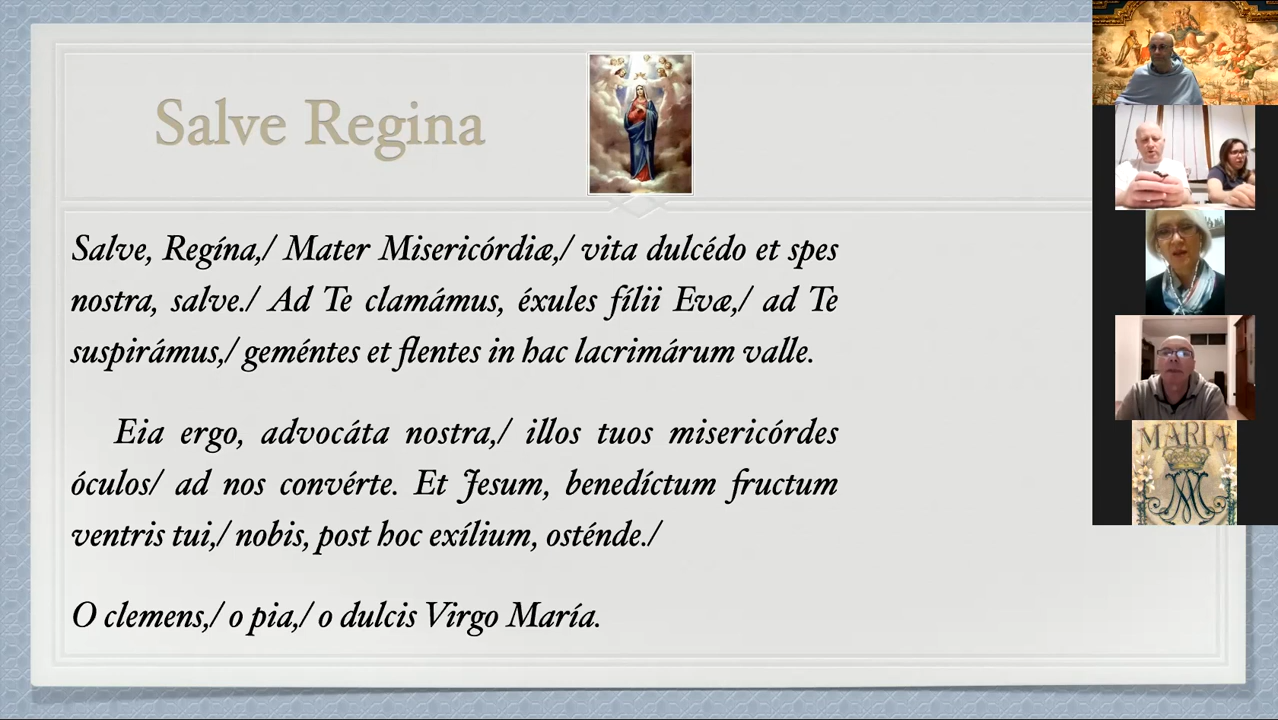 Salve Regina
Salve, Regína,/ Mater Misericórdiæ,/ vita dulcédo et spes
nostra, salve./ Ad Te clamámus, éxules fílii Evæ,/ ad Te
suspirámus,/ geméntes et flentes in hac lacrimárum valle.
Eia ergo, advocáta nostra,/ illos tuos misericórdes
óculos/ ad nos convérte. Et Jesum, benedíctum fructum
ventris tui,/ nobis, post hoc exílium, osténde./
O clemens,/ o pia,/ o dulcis Virgo María.
MARIA